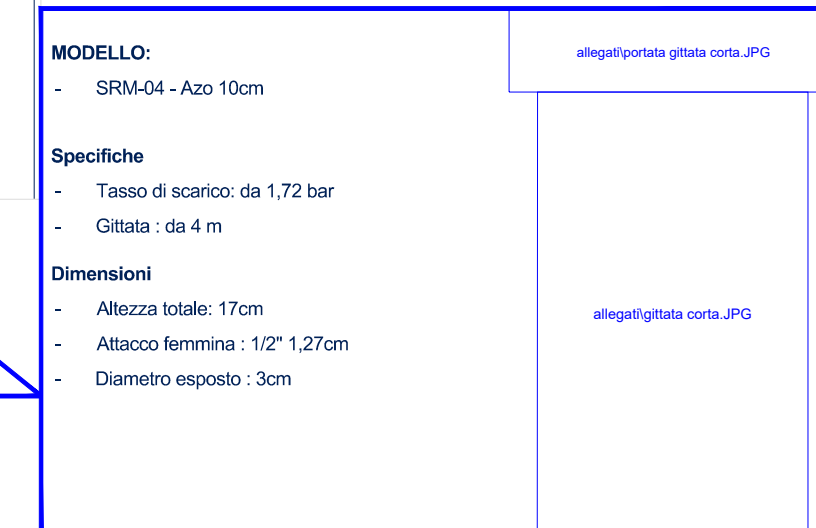 MODELLO:
- SRM-04 - Azo 10cm
Specifiche
- Tasso di scarico: da 1,72 bar
- Gittata : da 4 m
Dimensioni
- Altezza totale: 17cm
- Attacco femmina : 1/2" 1,27cm
- Diametro esposto : 3cm
allegati\portata gittata corta.JPG
allegati\gittata corta.JPG